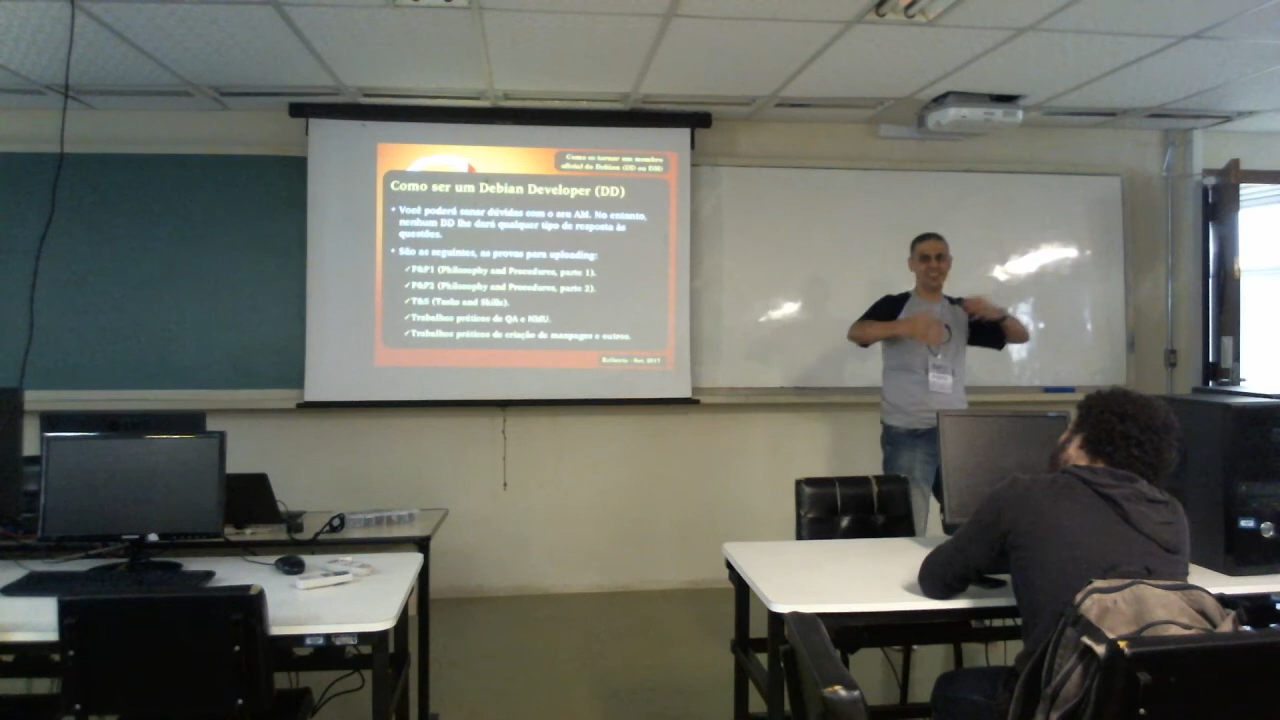 Como se tornar um membro
oficial do Debian (DD ou DM)
Como ser um Debian Developer (DD)
• Você poderá sanar dúvidas com o seu AM. No entanto,
nenhum DD lhe dará qualquer tipo de resposta às
questões.
• São as seguintes, as provas para uploading:
✓P&P1 (Philosophy and Procedures, parte 1).
✓P&P2 (Philosophy and Procedures, parte 2).
✓T&S (Tasks and Skills).
✓Trabalhos práticos de QA e NMU.
✓Trabalhos práticos de criação de manpages e outros.
Set. 2017